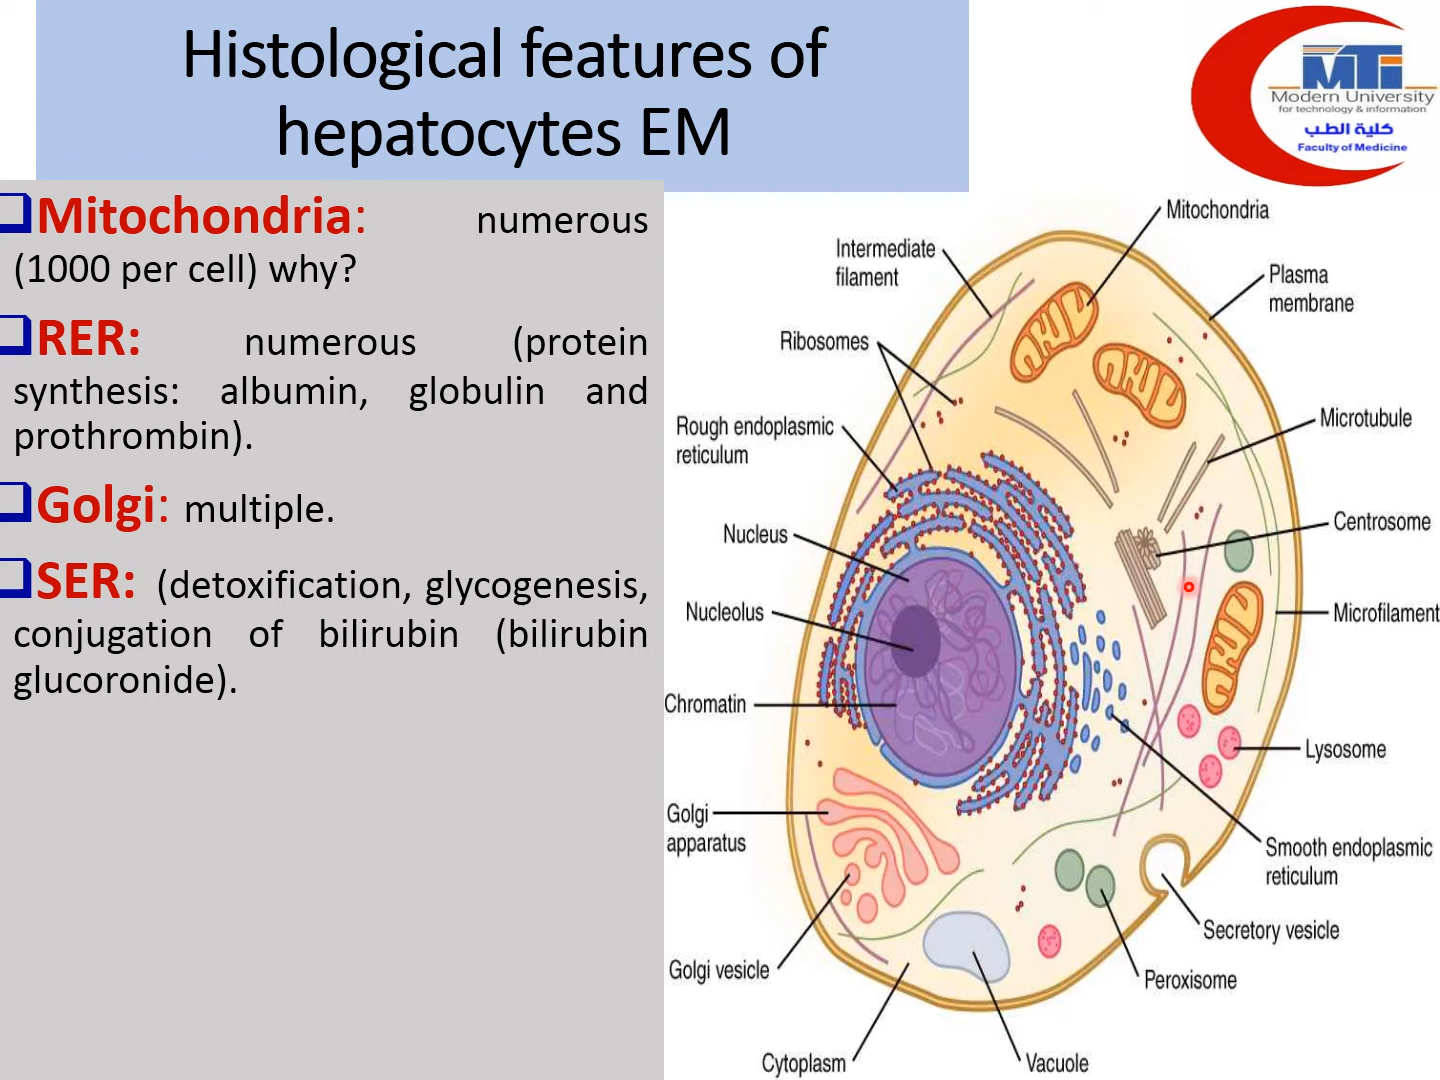 Histological features of
hepatocytes EM
MTi
Modern University
for technology & information
كلية الطب
Faculty of Medicine
Mitochondria: numerous
(1000 per cell) why?
RER: numerous (protein
synthesis: albumin, globulin and
prothrombin).
Golgi: multiple.
SER: (detoxification, glycogenesis,
conjugation of bilirubin (bilirubin
glucoronide).
Mitochondria
Intermediate
filament
Plasma
membrane
Ribosomes
Rough endoplasmic
reticulum
Microtubule
Nucleus
Centrosome
Nucleolus
Microfilament
Chromatin
Lysosome
Golgi
apparatus
Smooth endoplasmic
reticulum
Secretory vesicle
Golgi vesicle
Peroxisome
Cytoplasm
Vacuole